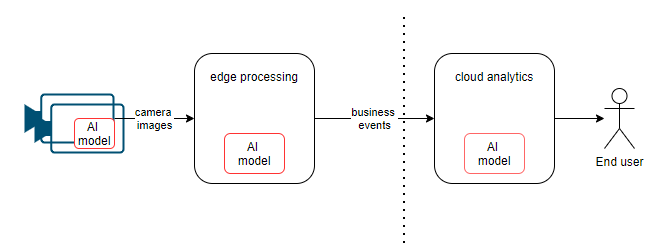 AI
model
camera
images
edge processing
AI
model
business
events
cloud analytics
AI
model
End user